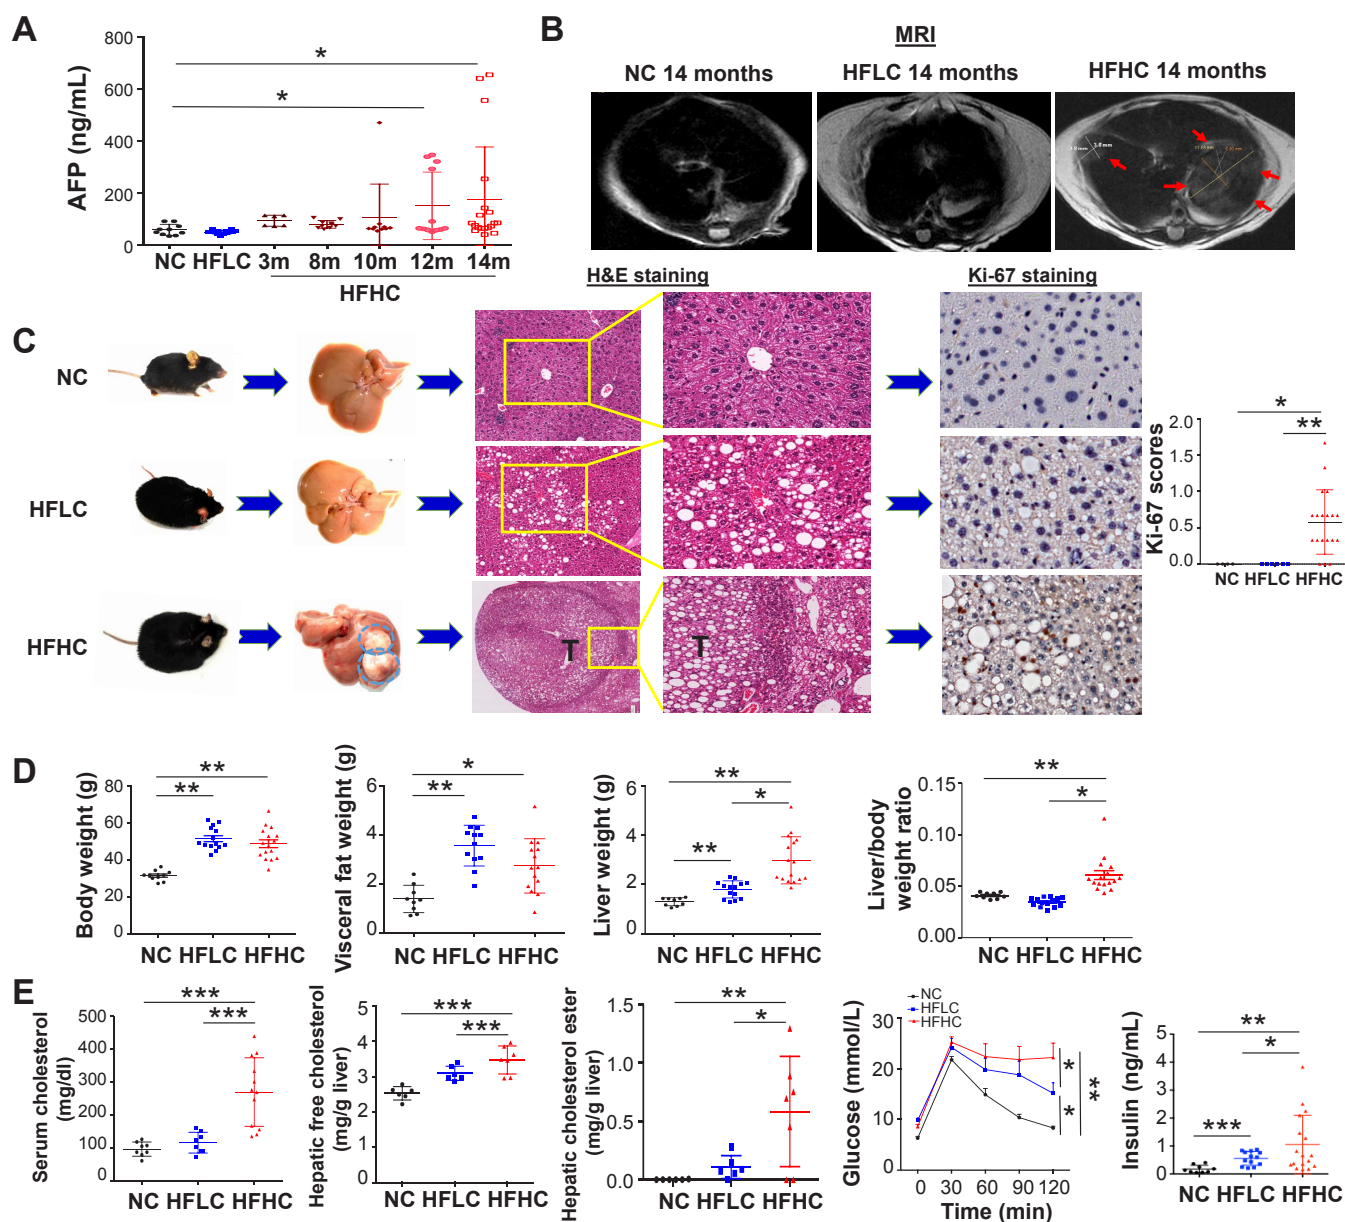 A
AFP (ng/mL)
800
600
400
200
0
*
*
NC HFLC 3m 8m 10m 12m 14m
HFHC
B
MRI
NC 14 months HFLC 14 months HFHC 14 months
3.8 mm
C
H&E staining
Ki-67 staining
NC
HFLC
HFHC
T
T
Ki-67 scores
2.0
1.5
1.0
0.5
0.0
*
**
NC HFLC HFHC
D
Body weight (g)
80
60
40
20
0
**
**
NC HFLC HFHC
Visceral fat weight (g)
6
4
2
0
*
**
NC HFLC HFHC
Liver weight (g)
6
4
2
0
**
*
**
NC HFLC HFHC
Liver/body
weight ratio
0.15
0.10
0.05
0.00
**
*
NC HFLC HFHC
E
Serum cholesterol
(mg/dl)
500
400
300
200
100
0
***
***
NC HFLC HFHC
Hepatic free cholesterol
(mg/g liver)
5
4
3
2
1
0
***
***
NC HFLC HFHC
Hepatic cholesterol ester
(mg/g liver)
1.5
1.0
0.5
0.0
**
*
NC HFLC HFHC
Glucose (mmol/L)
30
20
10
0
NC
HFLC
HFHC
*
*
**
0 30 60 90 120
Time (min)
Insulin (ng/mL)
5
4
3
2
1
0
**
*
***
NC HFLC HFHC